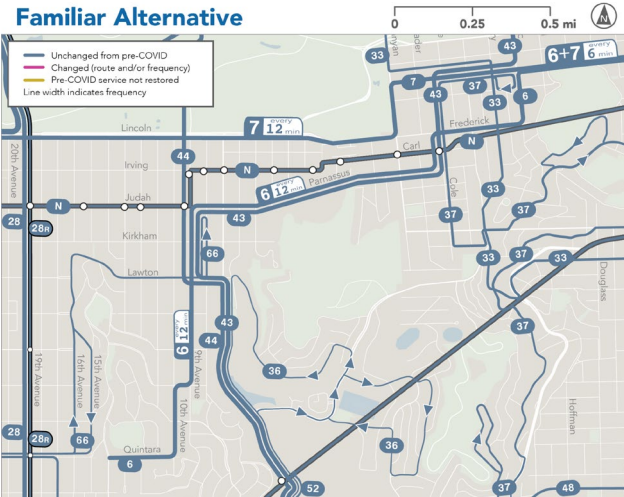 Familiar Alternative
0 0.25 0.5 mi
N
Unchanged from pre-COVID
Changed (route and/or frequency)
Pre-COVID service not restored
Line width indicates frequency
33
43
6+7 every 6 min
7
37
43
33
6
Lincoln
7 every 12 min
Frederick
Carl
N
20th Avenue
Irving
44
N
6 every 12 min
Parnassus
Cole
33
Judah
N
37
37
28
28R
43
Kirkham
66
33
37
33
Lawton
Douglass
43
6 every 12 min
44
37
19th Avenue
16th Avenue
15th Avenue
9th Avenue
10th Avenue
36
Hoffman
28
28R
66
36
Quintara
6
52
37
48